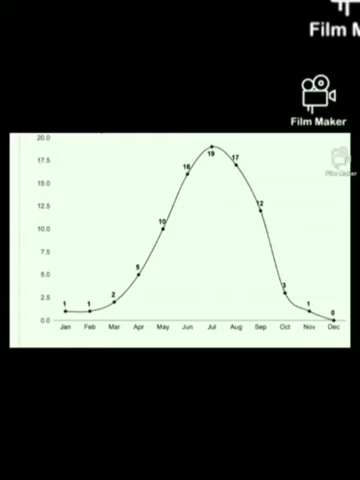 Film M
Film Maker
Film Maker
20.0
17.5
15.0
12.5
10.0
7.5
5.0
2.5
0.0
1 1 2 5 10 16 19 17 12 3 1 0
Jan Feb Mar Apr May Jun Jul Aug Sep Oct Nov Dec